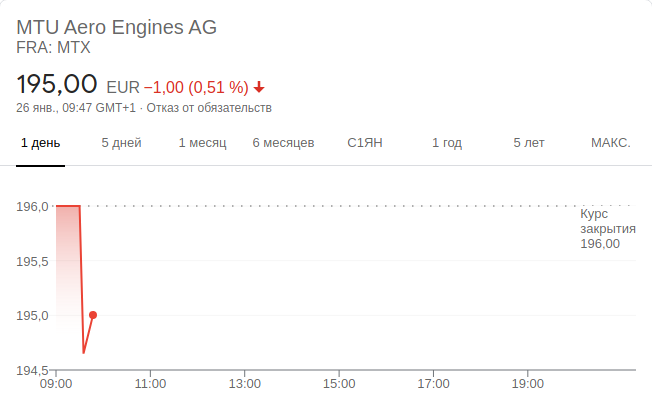 MTU Aero Engines AG
FRA: MTX
195,00 EUR −1,00 (0,51 %)
26 янв., 09:47 GMT+1 · Отказ от обязательств
1 день 5 дней 1 месяц 6 месяцев С1ЯН 1 год 5 лет МАКС.
196,0
Курс
закрытия
196,00
195,5
195,0
194,5
09:00 11:00 13:00 15:00 17:00 19:00